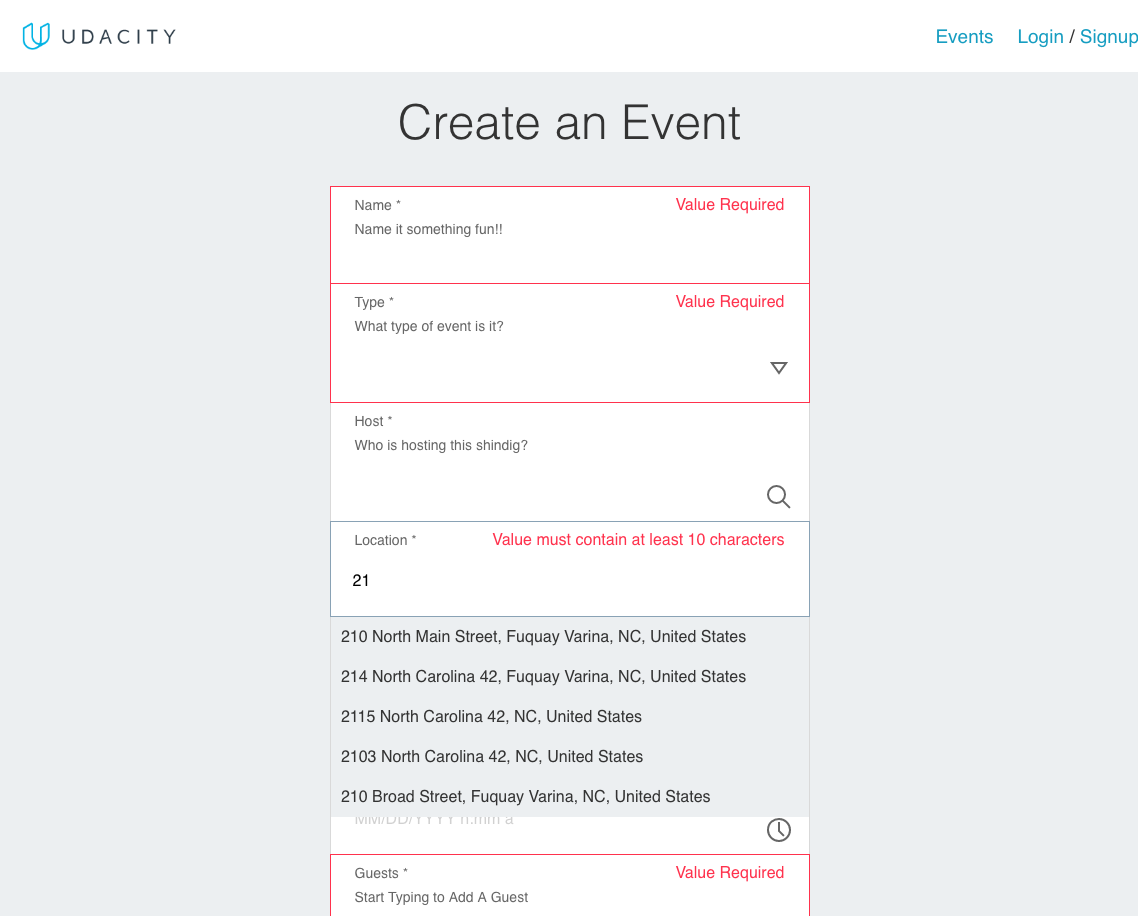 UDACITY
Events Login / Signup
Create an Event
Name * Value Required
Name it something fun!!
Type * Value Required
What type of event is it?
Host *
Who is hosting this shindig?
Location * Value must contain at least 10 characters
21
210 North Main Street, Fuquay Varina, NC, United States
214 North Carolina 42, Fuquay Varina, NC, United States
2115 North Carolina 42, NC, United States
2103 North Carolina 42, NC, United States
210 Broad Street, Fuquay Varina, NC, United States
MM/DD/YYYY h:mm a
Guests * Value Required
Start Typing to Add A Guest